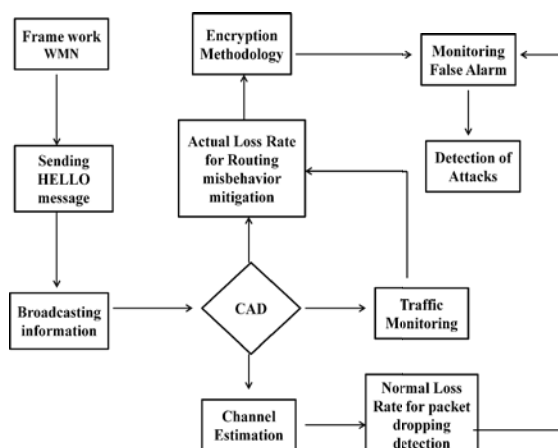 Frame work
WMN
Sending
HELLO
message
Broadcasting
information
Encryption
Methodology
Actual Loss Rate
for Routing
misbehavior
mitigation
CAD
Channel
Estimation
Monitoring
False Alarm
Detection of
Attacks
Traffic
Monitoring
Normal Loss
Rate for packet
dropping
detection